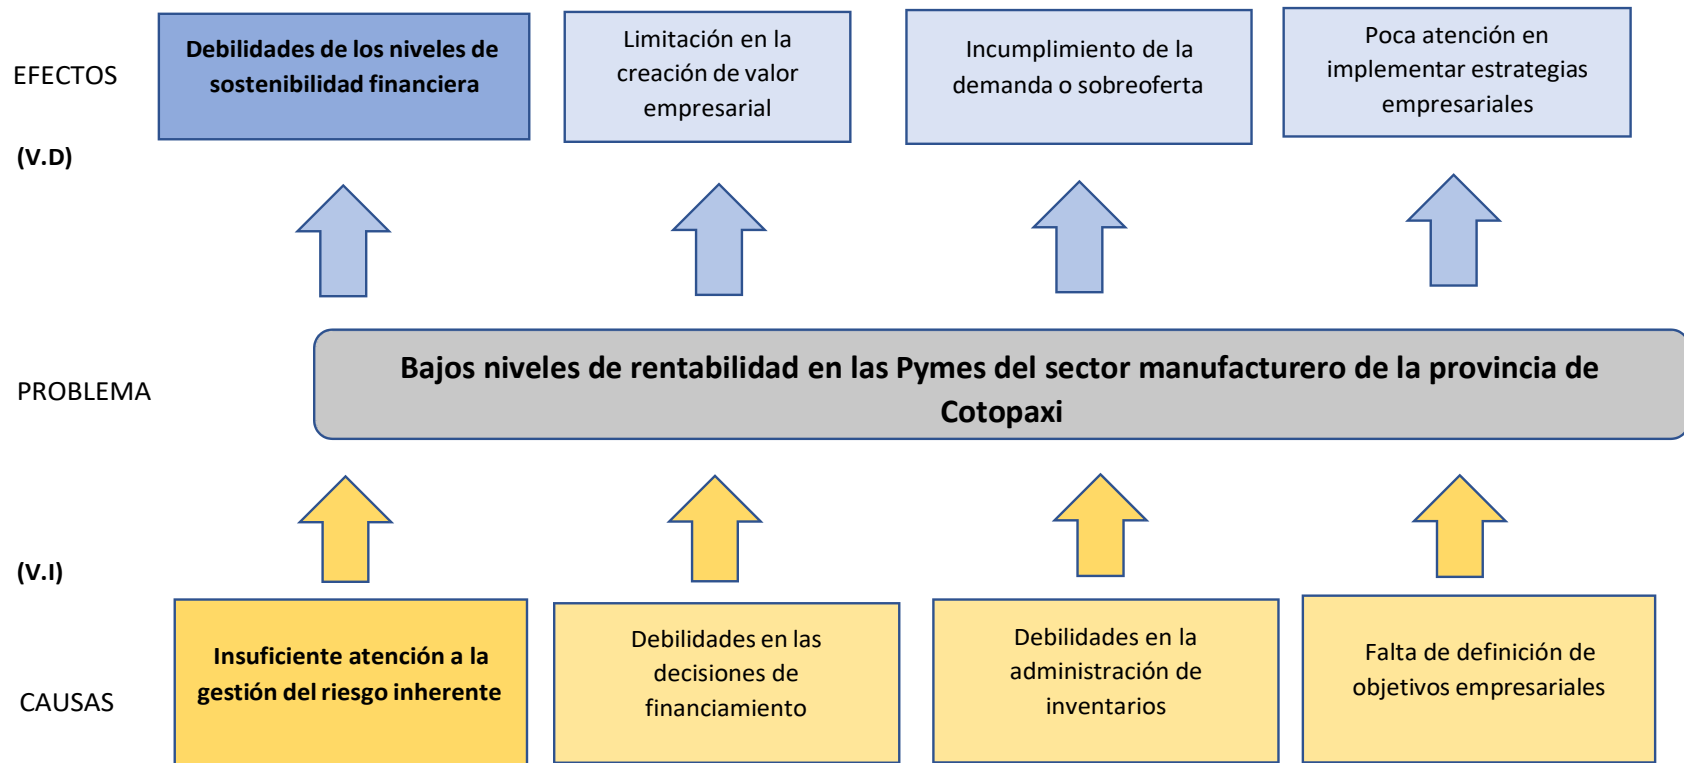 EFECTOS
(V.D)
Debilidades de los niveles de
sostenibilidad financiera
Limitación en la
creación de valor
empresarial
Incumplimiento de la
demanda o sobreoferta
Poca atención en
implementar estrategias
empresariales
PROBLEMA
Bajos niveles de rentabilidad en las Pymes del sector manufacturero de la provincia de
Cotopaxi
(V.I)
CAUSAS
Insuficiente atención a la
gestión del riesgo inherente
Debilidades en las
decisiones de
financiamiento
Debilidades en la
administración de
inventarios
Falta de definición de
objetivos empresariales